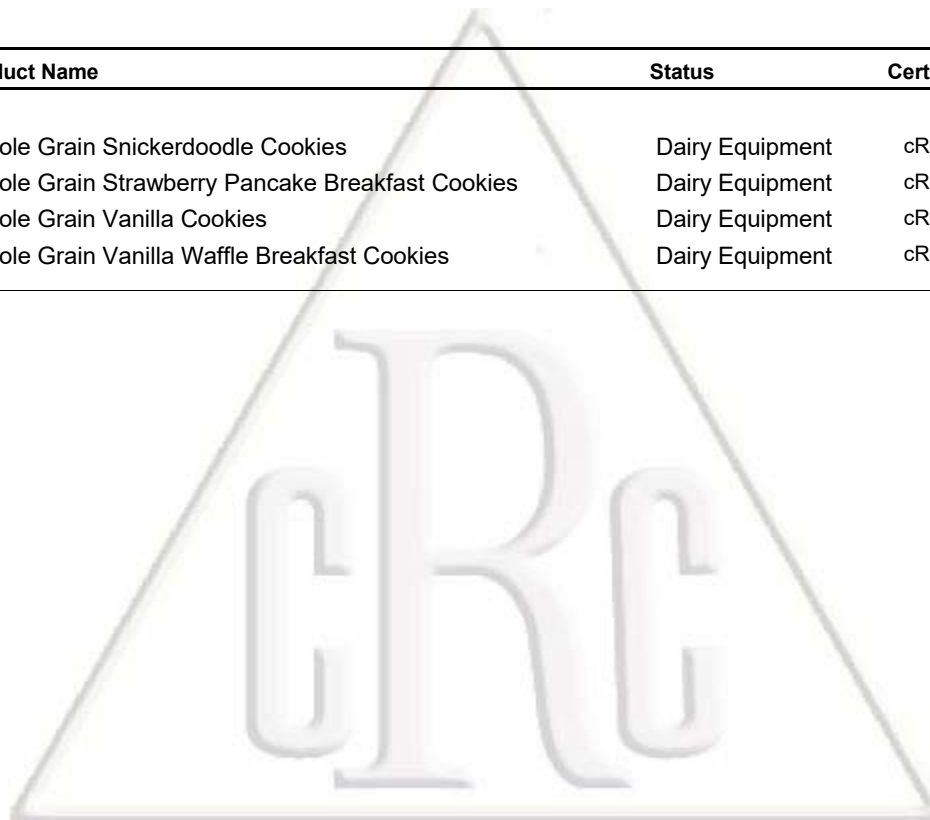 duct Name Status Cert
ole Grain Snickerdoodle Cookies Dairy Equipment cR
ole Grain Strawberry Pancake Breakfast Cookies Dairy Equipment cR
ole Grain Vanilla Cookies Dairy Equipment cR
ole Grain Vanilla Waffle Breakfast Cookies Dairy Equipment cR
cRc